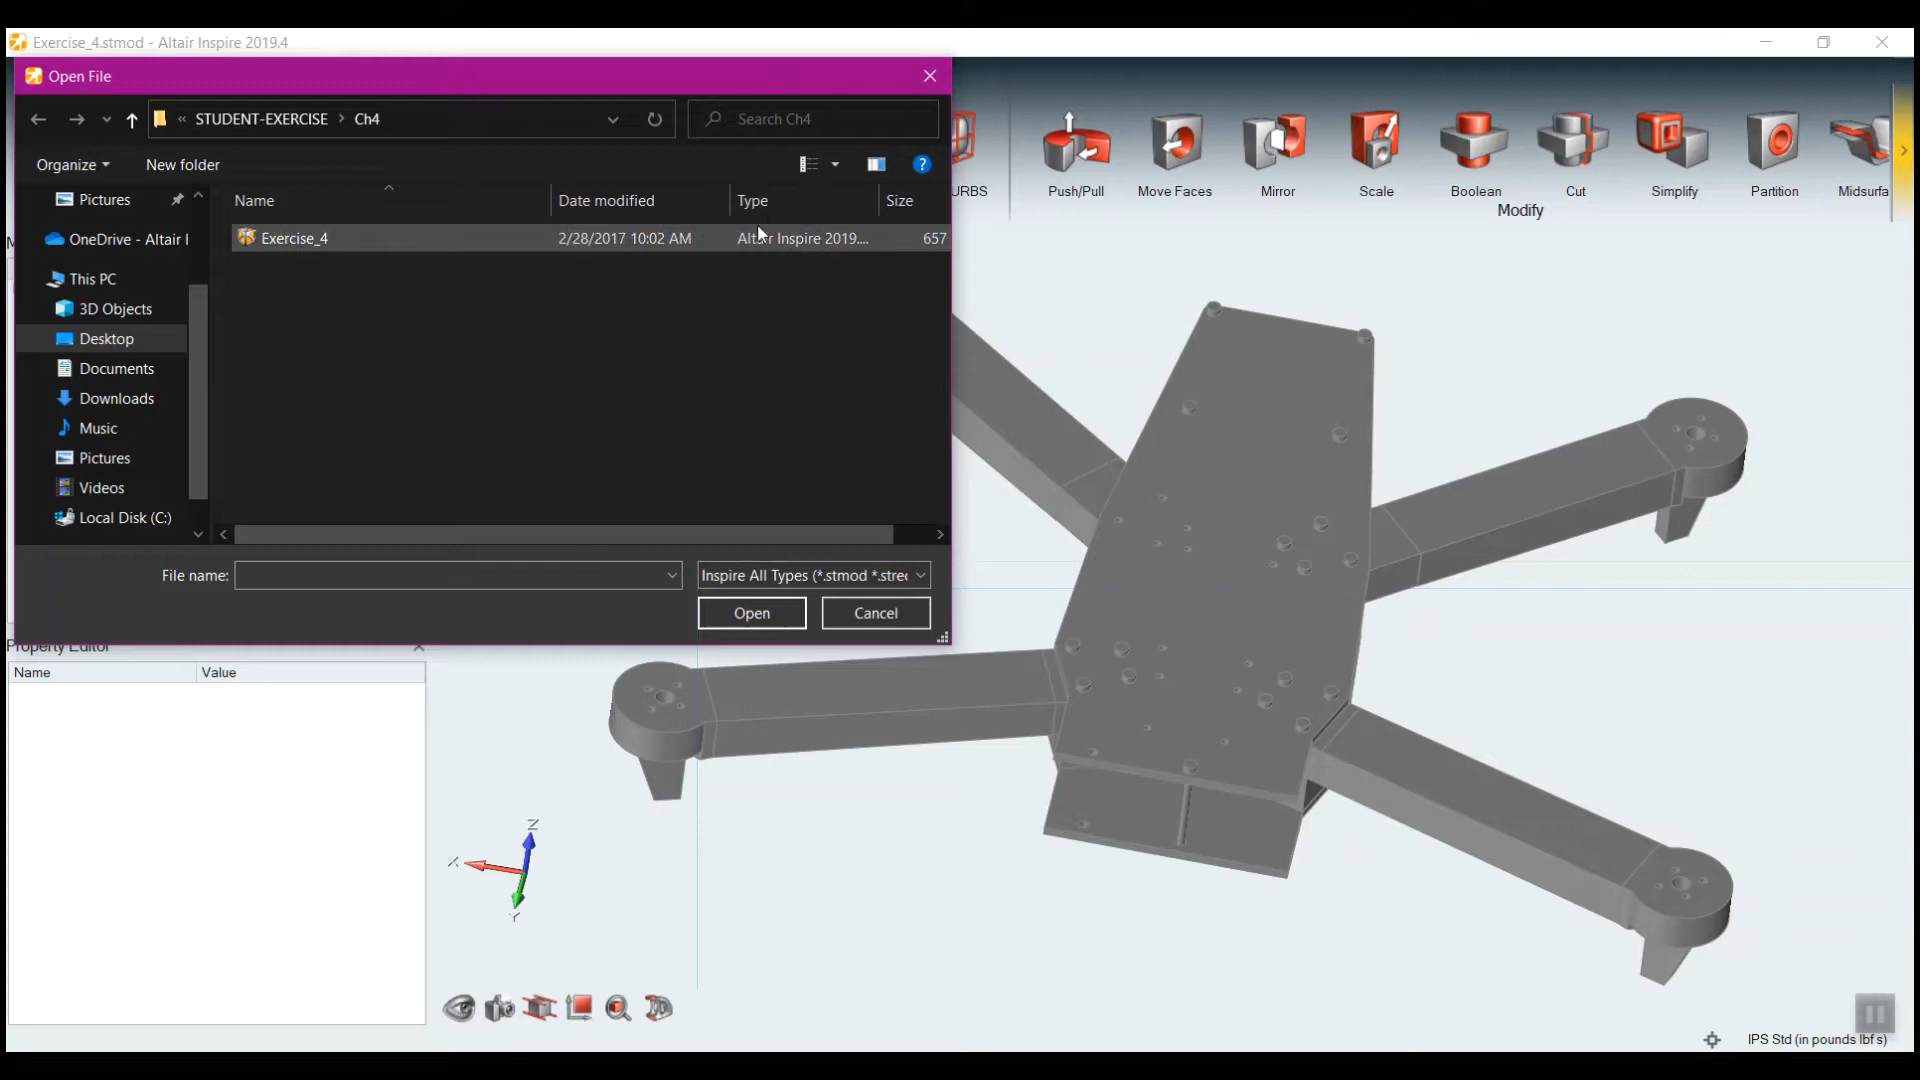 Exercise_4.stmod - Altair Inspire 2019.4
Open File
« STUDENT-EXERCISE > Ch4
Search Ch4
Organize
New folder
Name Date modified Type Size
Exercise_4 2/28/2017 10:02 AM Altair Inspire 2019.... 657
Pictures
OneDrive - Altair
This PC
3D Objects
Desktop
Documents
Downloads
Music
Pictures
Videos
Local Disk (C:)
File name:
Inspire All Types (*.stmod *.strec
Open
Cancel
URBS
Push/Pull
Move Faces
Mirror
Scale
Boolean
Cut
Simplify
Partition
Midsurfa
Modify
Property Editor
Name Value
Z
X
Y
IPS Std (in pounds lbf s)